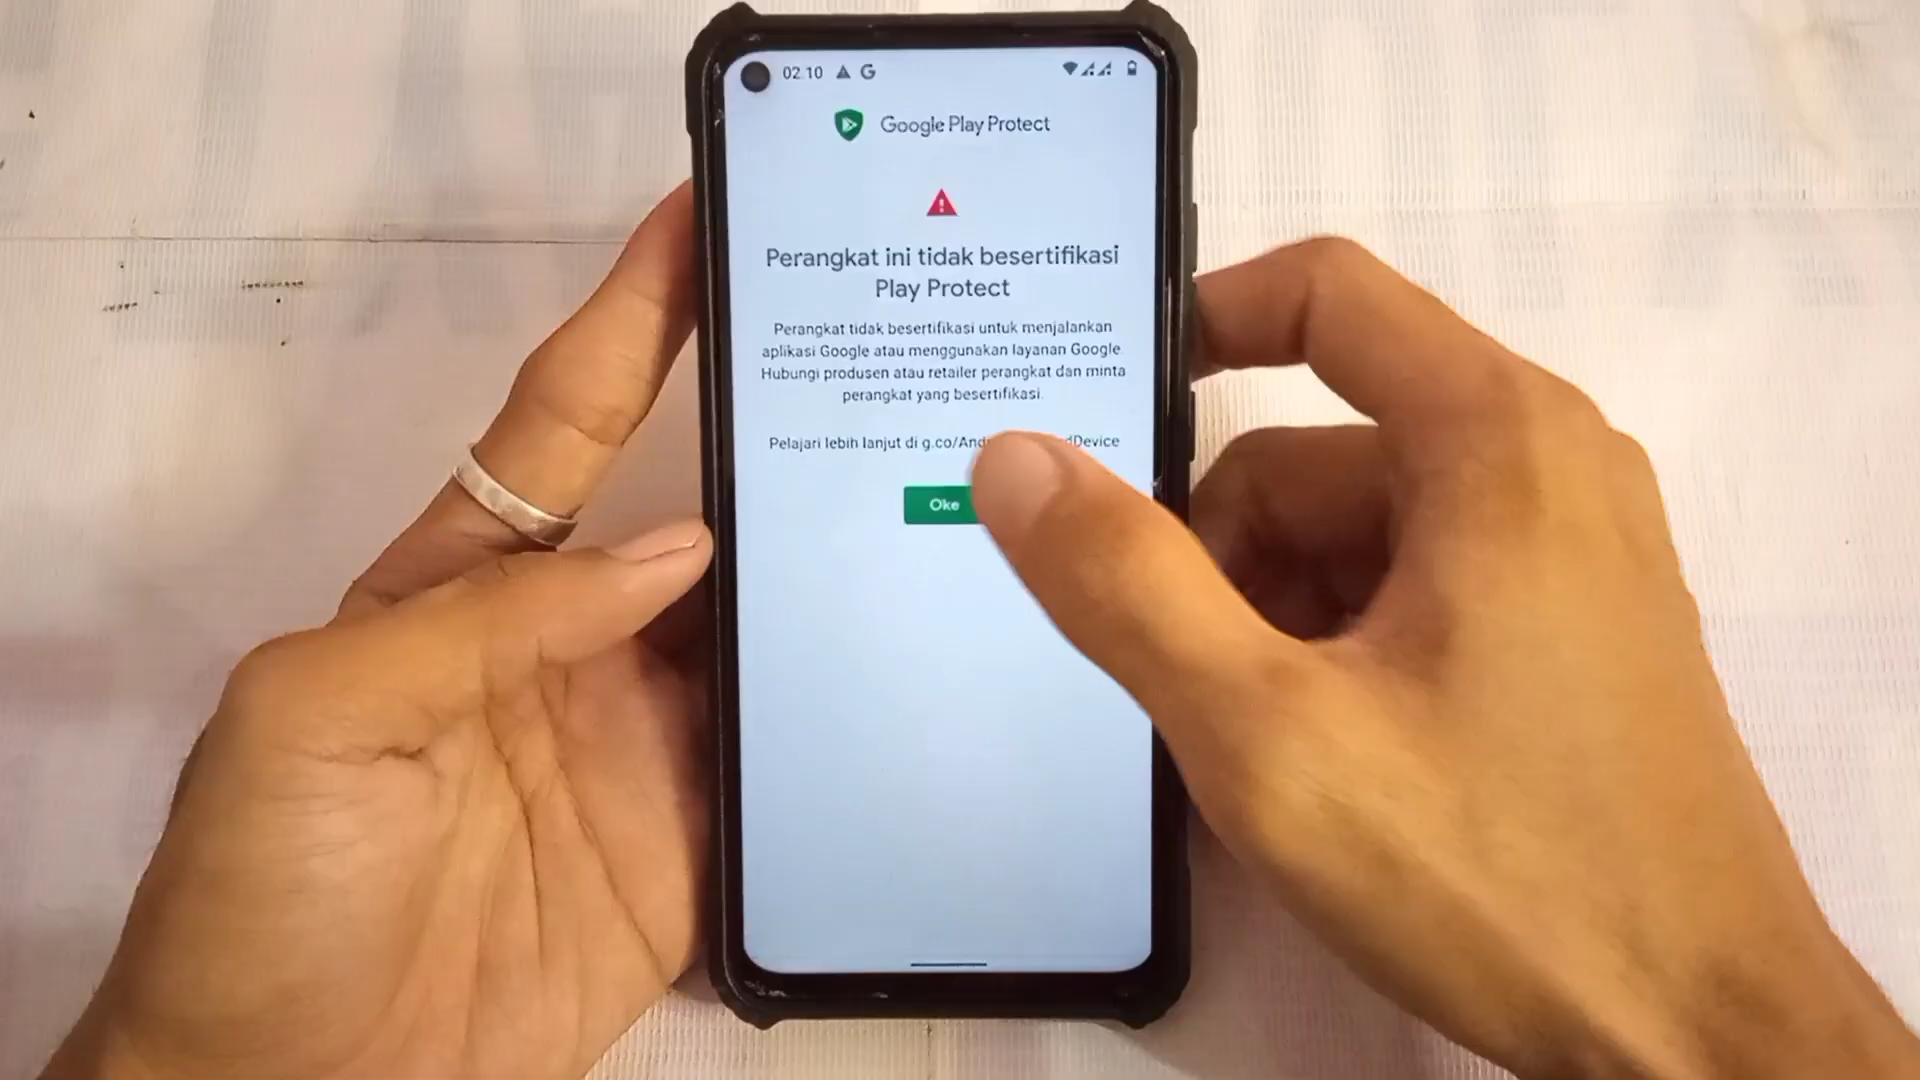 02.10
Google Play Protect
Perangkat ini tidak besertifikasi
Play Protect
Perangkat tidak besertifikasi untuk menjalankan
aplikasi Google atau menggunakan layanan Google.
Hubungi produsen atau retailer perangkat dan minta
perangkat yang besertifikasi.
Pelajari lebih lanjut di
Oke